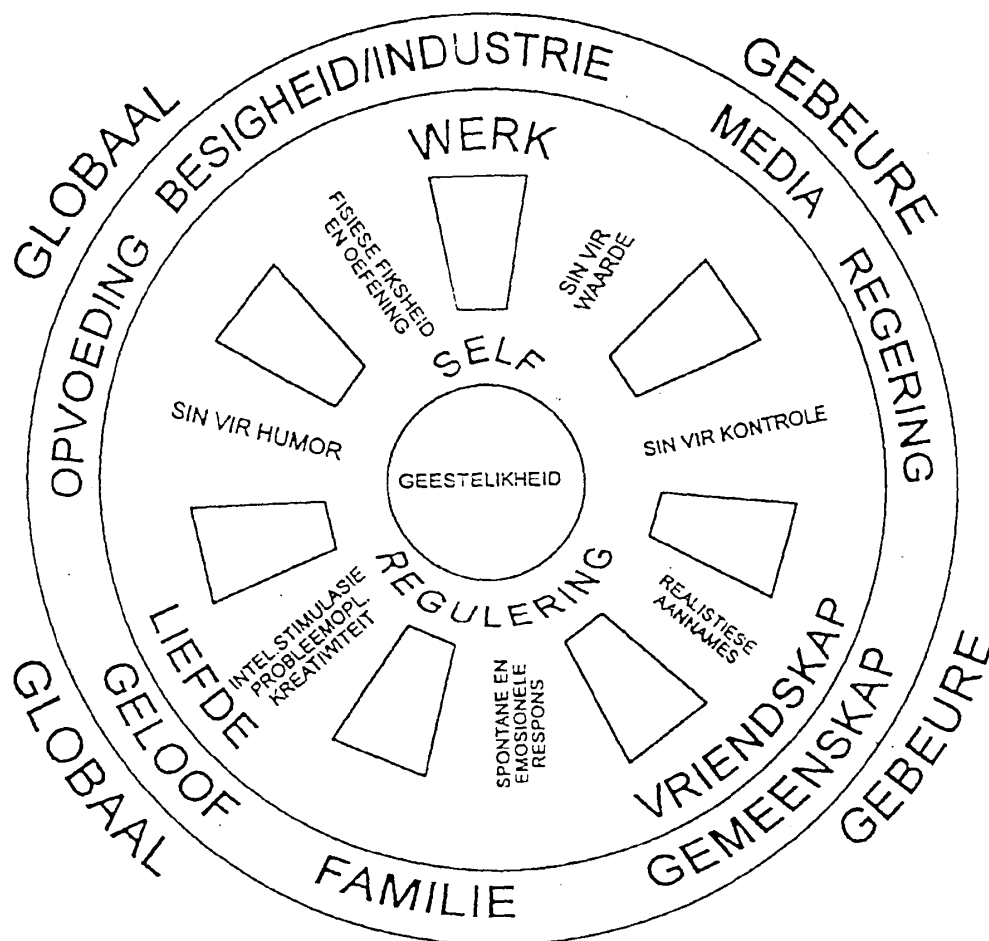 GLOBAAL
GEBEURE
BESIGHEID/INDUSTRIE
MEDIA
REGERING
OPVOEDING
WERK
FISIESE FIKSHEID
EN OEFENING
SIN VIR
WAARDE
SELF
SIN VIR HUMOR
SIN VIR KONTROLE
GEESTELIKHEID
REGULERING
INTEL.STIMULASIE
PROBLEEMOPL.
KREATIWITEIT
REALISTIESE
AANNAMES
SPONTANE EN
EMOSIONELE
RESPONS
LIEFDE
VRIENDSKAP
GELOOF
GEMEENSKAP
FAMILIE
GLOBAAL
GEBEURE